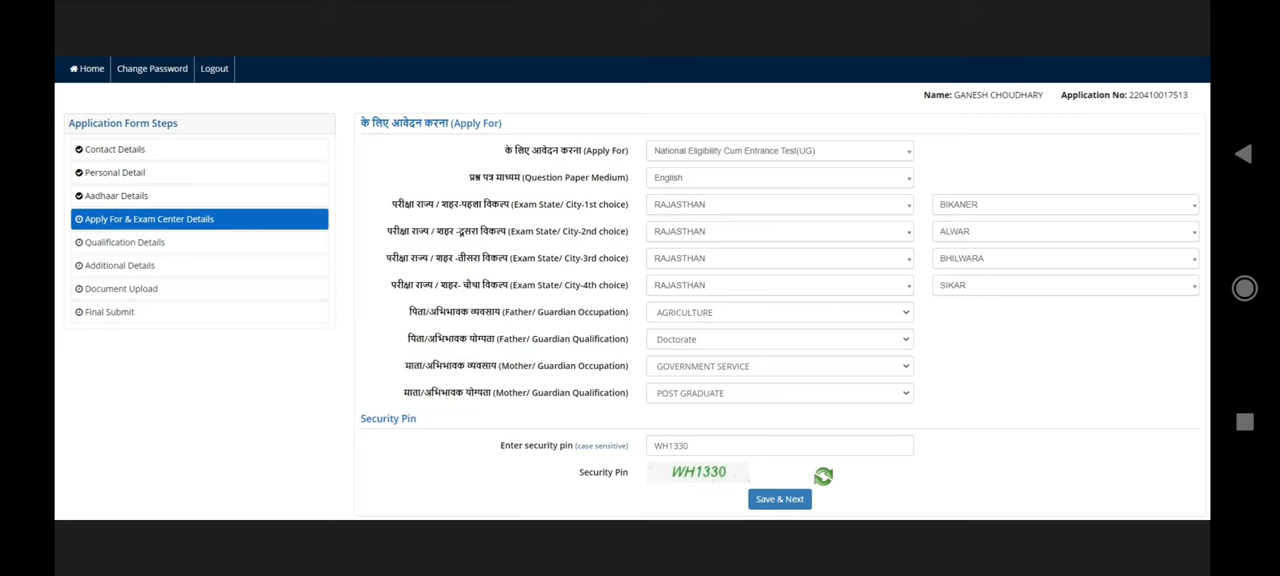 Home Change Password Logout
Name: GANESH CHOUDHARY Application No: 220410017513
Application Form Steps
Contact Details
Personal Detail
Aadhaar Details
Apply For & Exam Center Details
Qualification Details
Additional Details
Document Upload
Final Submit
के लिए आवेदन करना (Apply For)
के लिए आवेदन करना (Apply For) National Eligibility Cum Entrance Test(UG)
प्रश्न पत्र माध्यम (Question Paper Medium) English
परीक्षा राज्य / शहर-पहला विकल्प (Exam State/ City-1st choice) RAJASTHAN BIKANER
परीक्षा राज्य / शहर -दूसरा विकल्प (Exam State/ City-2nd choice) RAJASTHAN ALWAR
परीक्षा राज्य / शहर -तीसरा विकल्प (Exam State/ City-3rd choice) RAJASTHAN BHILWARA
परीक्षा राज्य / शहर- चौथा विकल्प (Exam State/ City-4th choice) RAJASTHAN SIKAR
पिता/अभिभावक व्यवसाय (Father/ Guardian Occupation) AGRICULTURE
पिता/अभिभावक योग्यता (Father/ Guardian Qualification) Doctorate
माता/अभिभावक व्यवसाय (Mother/ Guardian Occupation) GOVERNMENT SERVICE
माता/अभिभावक योग्यता (Mother/ Guardian Qualification) POST GRADUATE
Security Pin
Enter security pin (case sensitive) WH1330
Security Pin WH1330
Save & Next